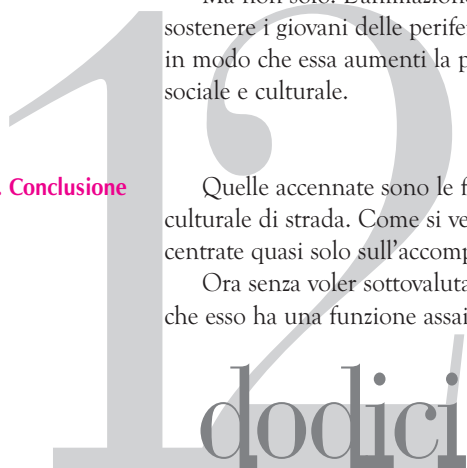 Ma non solo. L'animazion
sostenere i giovani delle perife
in modo che essa aumenti la p
sociale e culturale.
. Conclusione
Quelle accennate sono le f
culturale di strada. Come si ve
centrate quasi solo sull'accomp
Ora senza voler sottovaluta
che esso ha una funzione assai
12
dodici